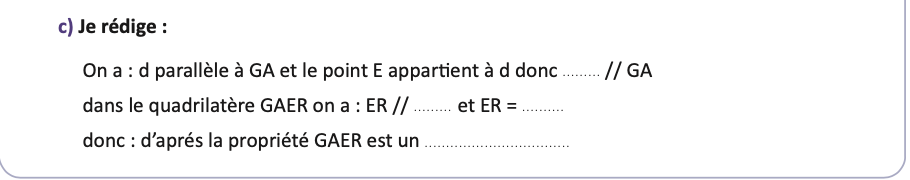 c) Je rédige :
On a : d parallèle à GA et le point E appartient à d donc ......... // GA
dans le quadrilatère GAER on a : ER // ......... et ER = ..........
donc : d'aprés la propriété GAER est un ..................................